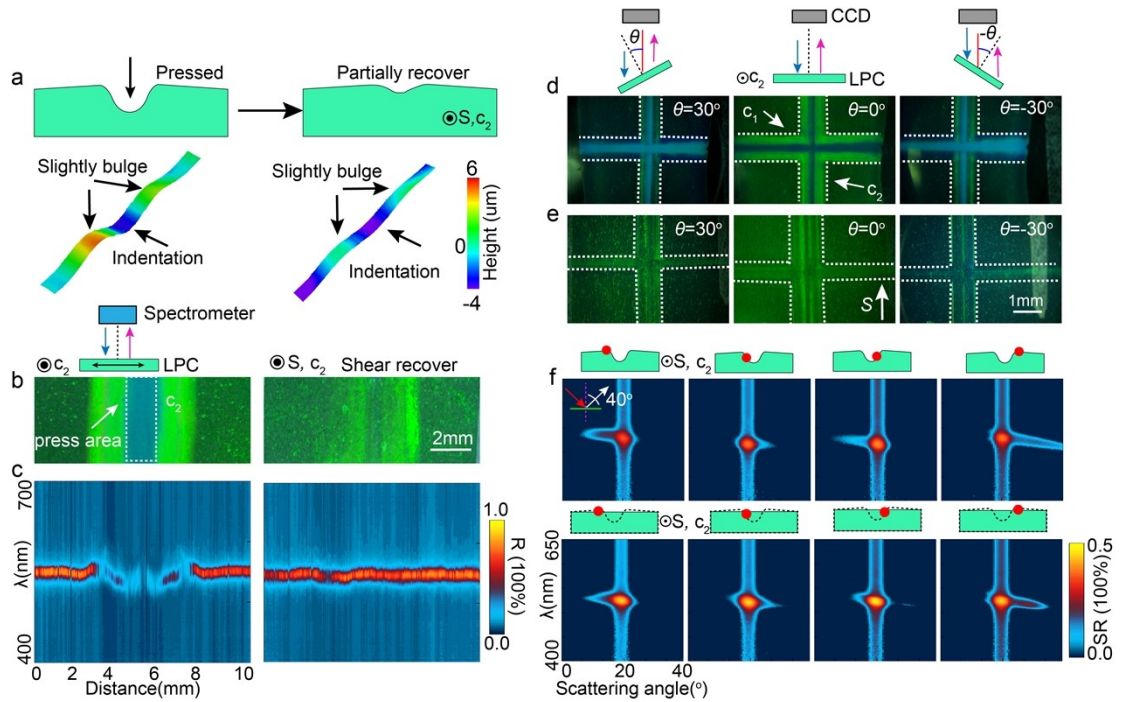 a
Pressed
Partially recover
S,c₂
Slightly bulge
Slightly bulge
Indentation
Indentation
6
0
-4
Height (um)
Spectrometer
c₂
LPC
S, c₂
Shear recover
b
c₂
press area
2mm
c
700
λ(nm)
400
1.0
0.0
R (100%)
0
2
4
6
8
10
Distance(mm)
CCD
θ
-θ
c₂
LPC
d
θ=30°
c₁
θ=0°
c₂
θ=-30°
e
θ=30°
θ=0°
S
θ=-30°
1mm
S, c₂
f
40°
S, c₂
650
λ(nm)
400
0
20
40
Scattering angle(°)
0.5
0.0
SR (100%)